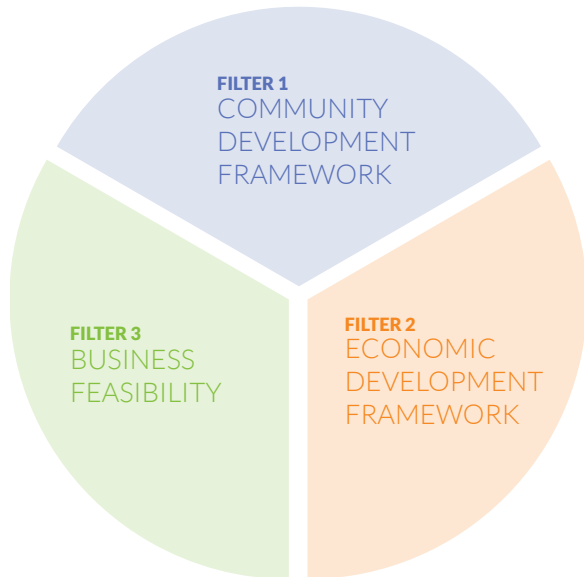 FILTER 1
COMMUNITY
DEVELOPMENT
FRAMEWORK
FILTER 2
ECONOMIC
DEVELOPMENT
FRAMEWORK
FILTER 3
BUSINESS
FEASIBILITY